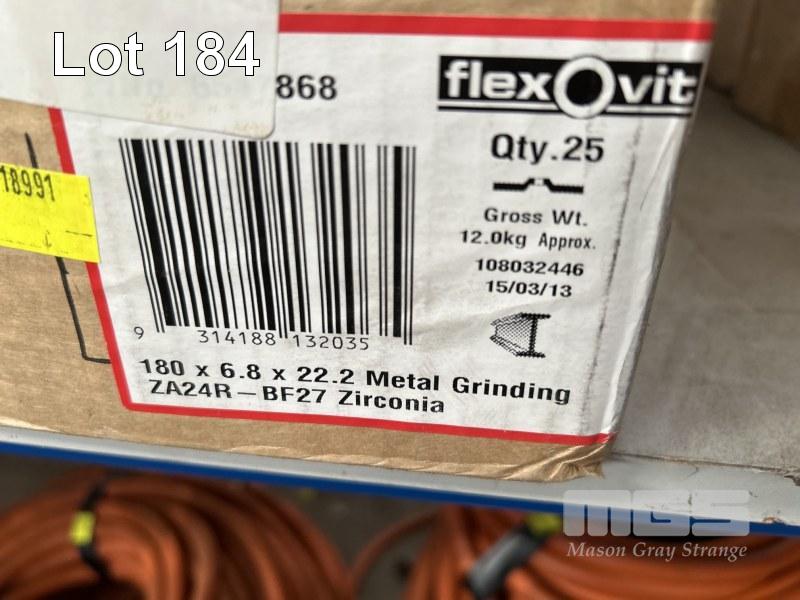 Lot 184
868
flexovit
Qty.25
18991
Gross Wt.
12.0kg Approx.
108032446
15/03/13
9 314188 132035
180 x 6.8 x 22.2 Metal Grinding
ZA24R-BF27 Zirconia
MGS
Mason Gray Strange